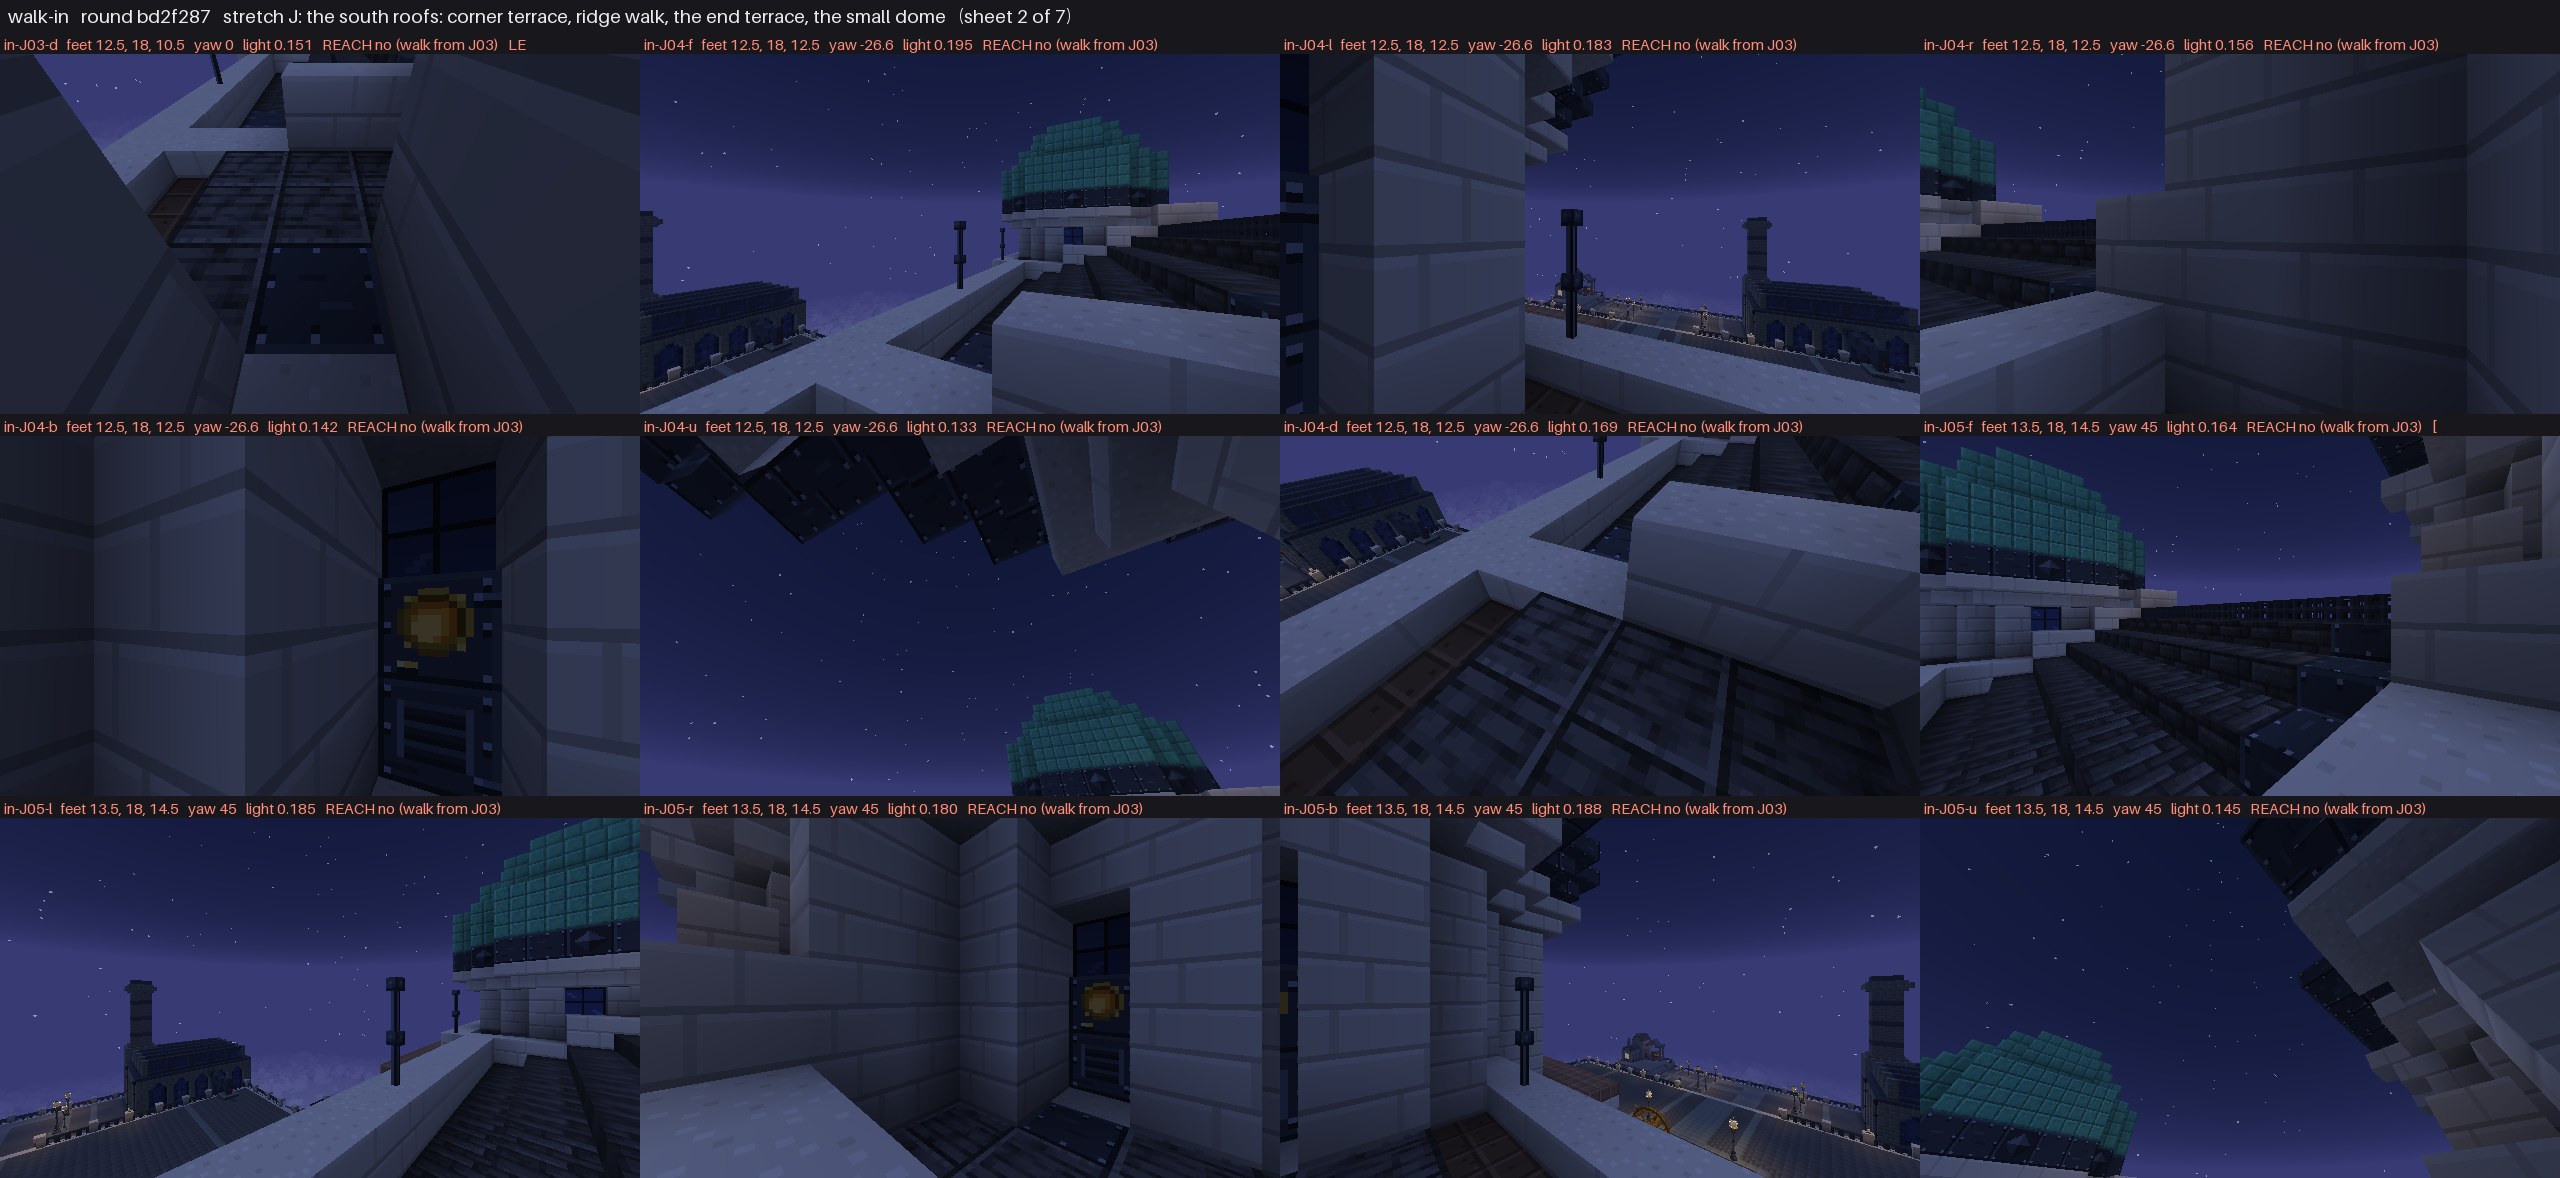 walk-in round bd2f287 stretch J: the south roofs: corner terrace, ridge walk, the end terrace, the small dome (sheet 2 of 7)
in-J03-d feet 12.5, 18, 10.5 yaw 0 light 0.151 REACH no (walk from J03) LE
in-J04-f feet 12.5, 18, 12.5 yaw -26.6 light 0.195 REACH no (walk from J03)
in-J04-l feet 12.5, 18, 12.5 yaw -26.6 light 0.183 REACH no (walk from J03)
in-J04-r feet 12.5, 18, 12.5 yaw -26.6 light 0.156 REACH no (walk from J03)
in-J04-b feet 12.5, 18, 12.5 yaw -26.6 light 0.142 REACH no (walk from J03)
in-J04-u feet 12.5, 18, 12.5 yaw -26.6 light 0.133 REACH no (walk from J03)
in-J04-d feet 12.5, 18, 12.5 yaw -26.6 light 0.169 REACH no (walk from J03)
in-J05-f feet 13.5, 18, 14.5 yaw 45 light 0.164 REACH no (walk from J03) [
in-J05-l feet 13.5, 18, 14.5 yaw 45 light 0.185 REACH no (walk from J03)
in-J05-r feet 13.5, 18, 14.5 yaw 45 light 0.180 REACH no (walk from J03)
in-J05-b feet 13.5, 18, 14.5 yaw 45 light 0.188 REACH no (walk from J03)
in-J05-u feet 13.5, 18, 14.5 yaw 45 light 0.145 REACH no (walk from J03)